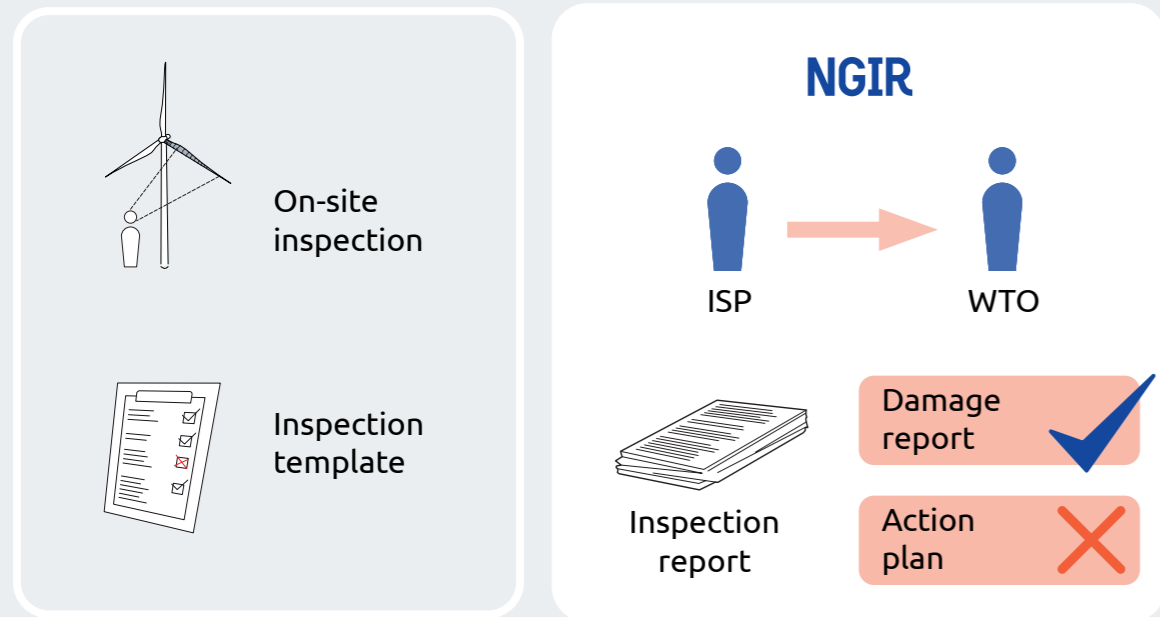 On-site
inspection
Inspection
template
NGIR
ISP
WTO
Inspection
report
Damage
report
Action
plan